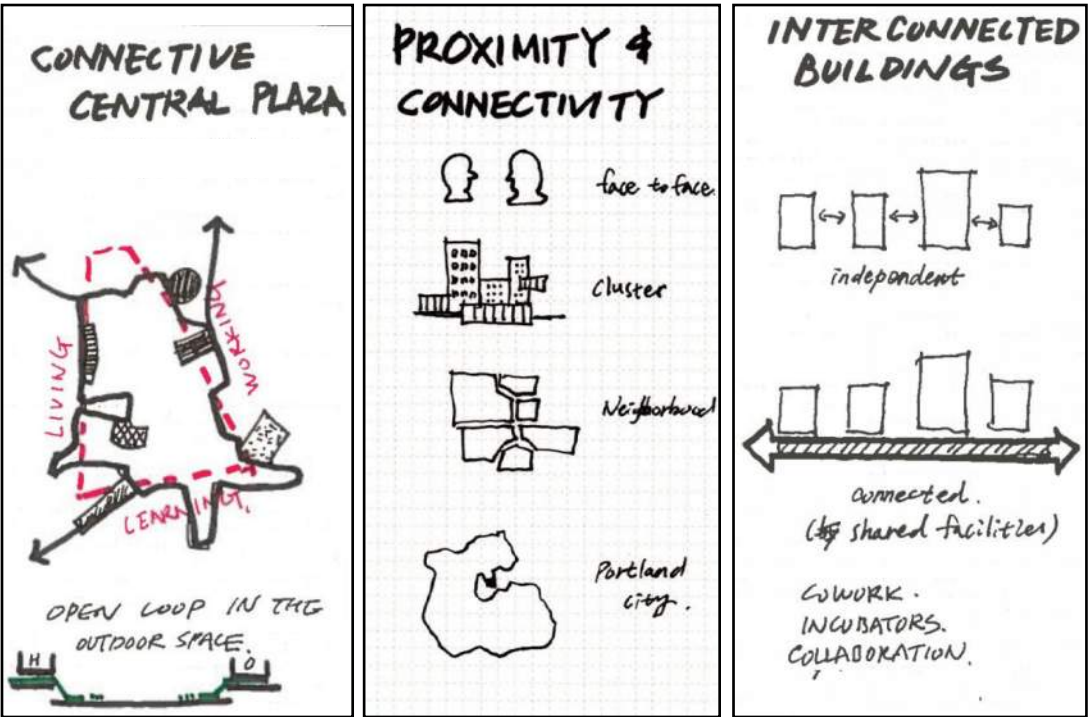 CONNECTIVE
CENTRAL PLAZA
LIVING
WORKING
LEARNING.
OPEN LOOP IN THE
OUTDOOR SPACE.
H
O
PROXIMITY &
CONNECTIVITY
face to face.
Cluster
Neighborhood
Portland
city.
INTERCONNECTED
BUILDINGS
independent
connected.
(by shared facilities)
COWORK.
INCUBATORS.
COLLABORATION.